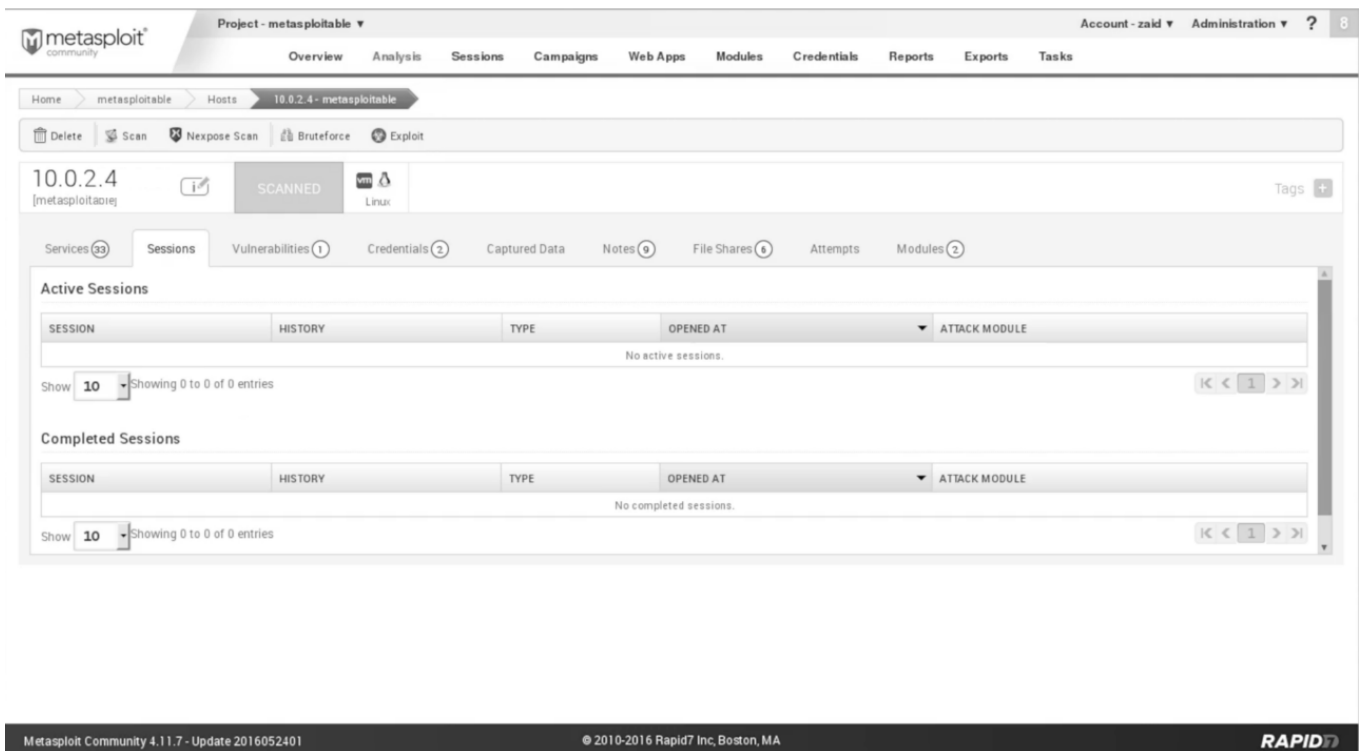 Project - metasploitable ▼ Account - zaid ▼ Administration ▼ ? 8
metasploit®
community
Overview Analysis Sessions Campaigns Web Apps Modules Credentials Reports Exports Tasks
Home metasploitable Hosts 10.0.2.4 - metasploitable
Delete Scan Nexpose Scan Bruteforce Exploit
10.0.2.4 SCANNED vm Tags +
[metasploitable] Linux
Services 33 Sessions Vulnerabilities 1 Credentials 2 Captured Data Notes 9 File Shares 6 Attempts Modules 2
Active Sessions
SESSION HISTORY TYPE OPENED AT ATTACK MODULE
No active sessions.
Show 10 Showing 0 to 0 of 0 entries 1
Completed Sessions
SESSION HISTORY TYPE OPENED AT ATTACK MODULE
No completed sessions.
Show 10 Showing 0 to 0 of 0 entries 1
Metasploit Community 4.11.7 - Update 2016052401 © 2010-2016 Rapid7 Inc, Boston, MA RAPID7